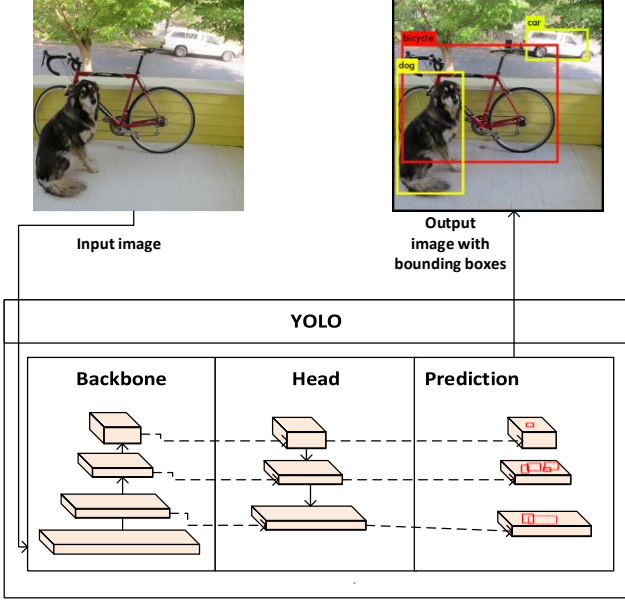 car
bicycle
dog
Input image
Output
image with
bounding boxes
YOLO
Backbone
Head
Prediction